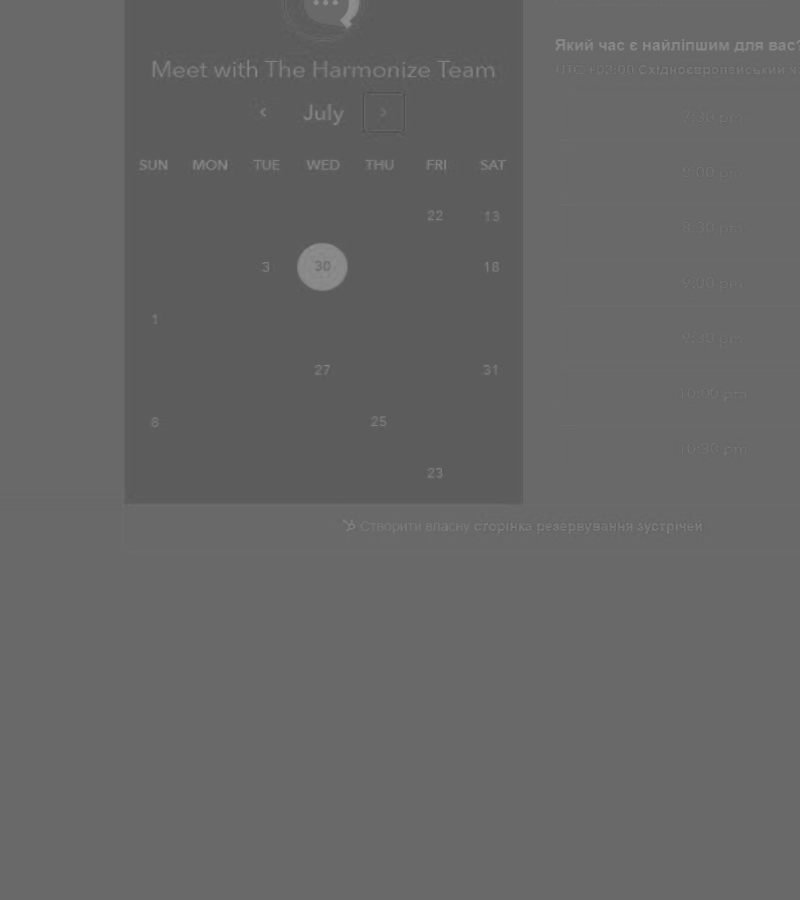 Meet with The Harmonize Team
July
SUN MON TUE WED THU FRI SAT
22 13
3 30 18
1
27 31
8 25
23
Який час є найліпшим для вас?
UTC +02:00 Східноєвропейський
7:30 pm
8:00 pm
8:30 pm
9:00 pm
9:30 pm
10:00 pm
10:30 pm
Створити власну сторінка резервування зустрічей